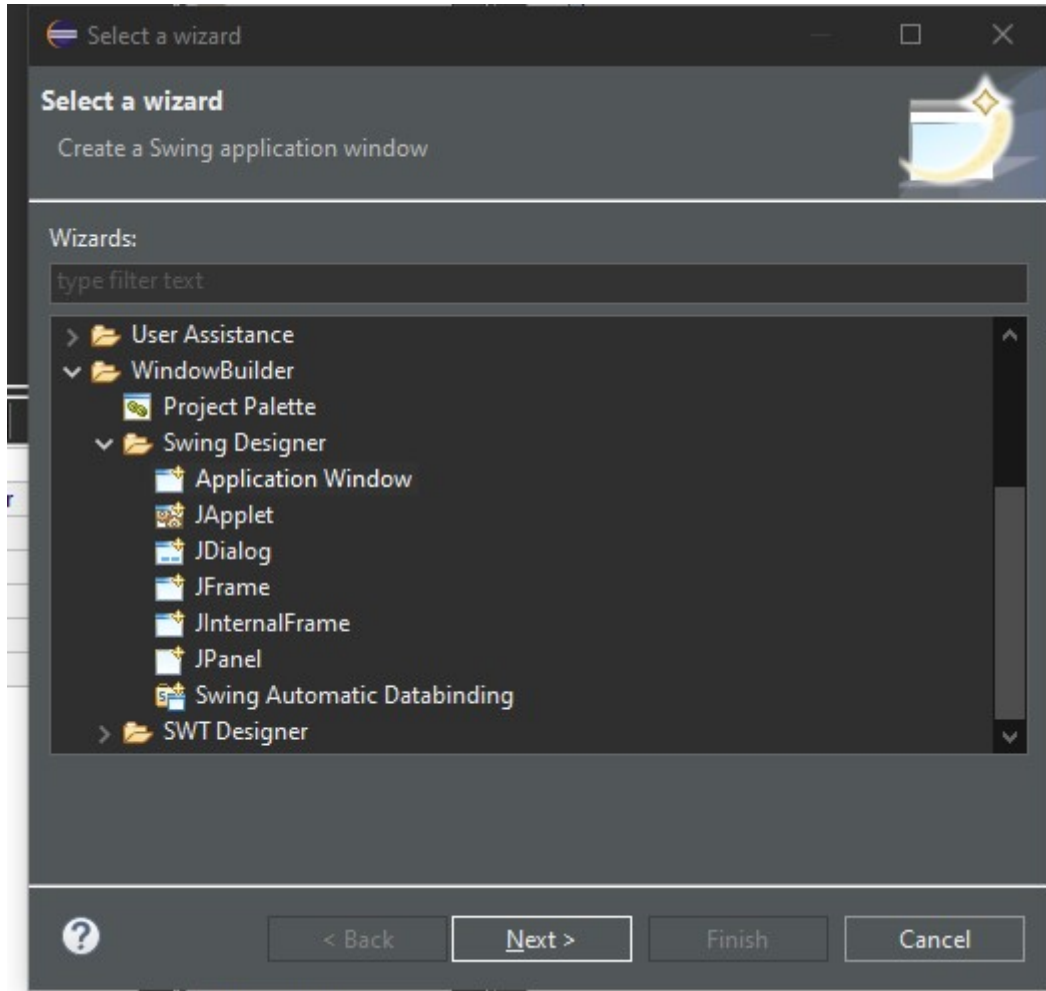 Select a wizard
Select a wizard
Create a Swing application window
Wizards:
type filter text
User Assistance
WindowBuilder
Project Palette
Swing Designer
Application Window
JApplet
JDialog
JFrame
JInternalFrame
JPanel
Swing Automatic Databinding
r
SWT Designer
? < Back Next > Finish Cancel